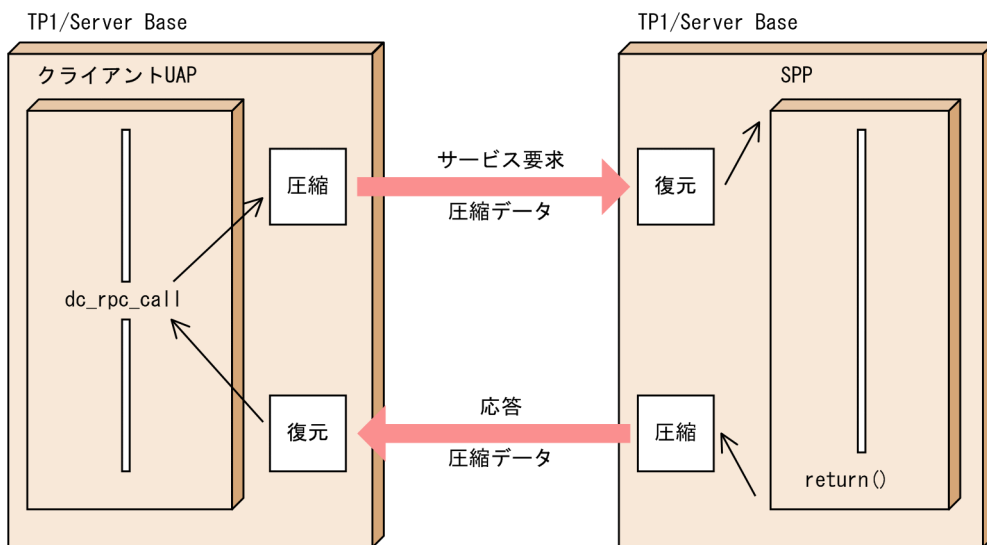 TP1/Server Base
TP1/Server Base
クライアントUAP
SPP
圧縮
サービス要求
圧縮データ
復元
dc_rpc_call
復元
応答
圧縮データ
圧縮
return()